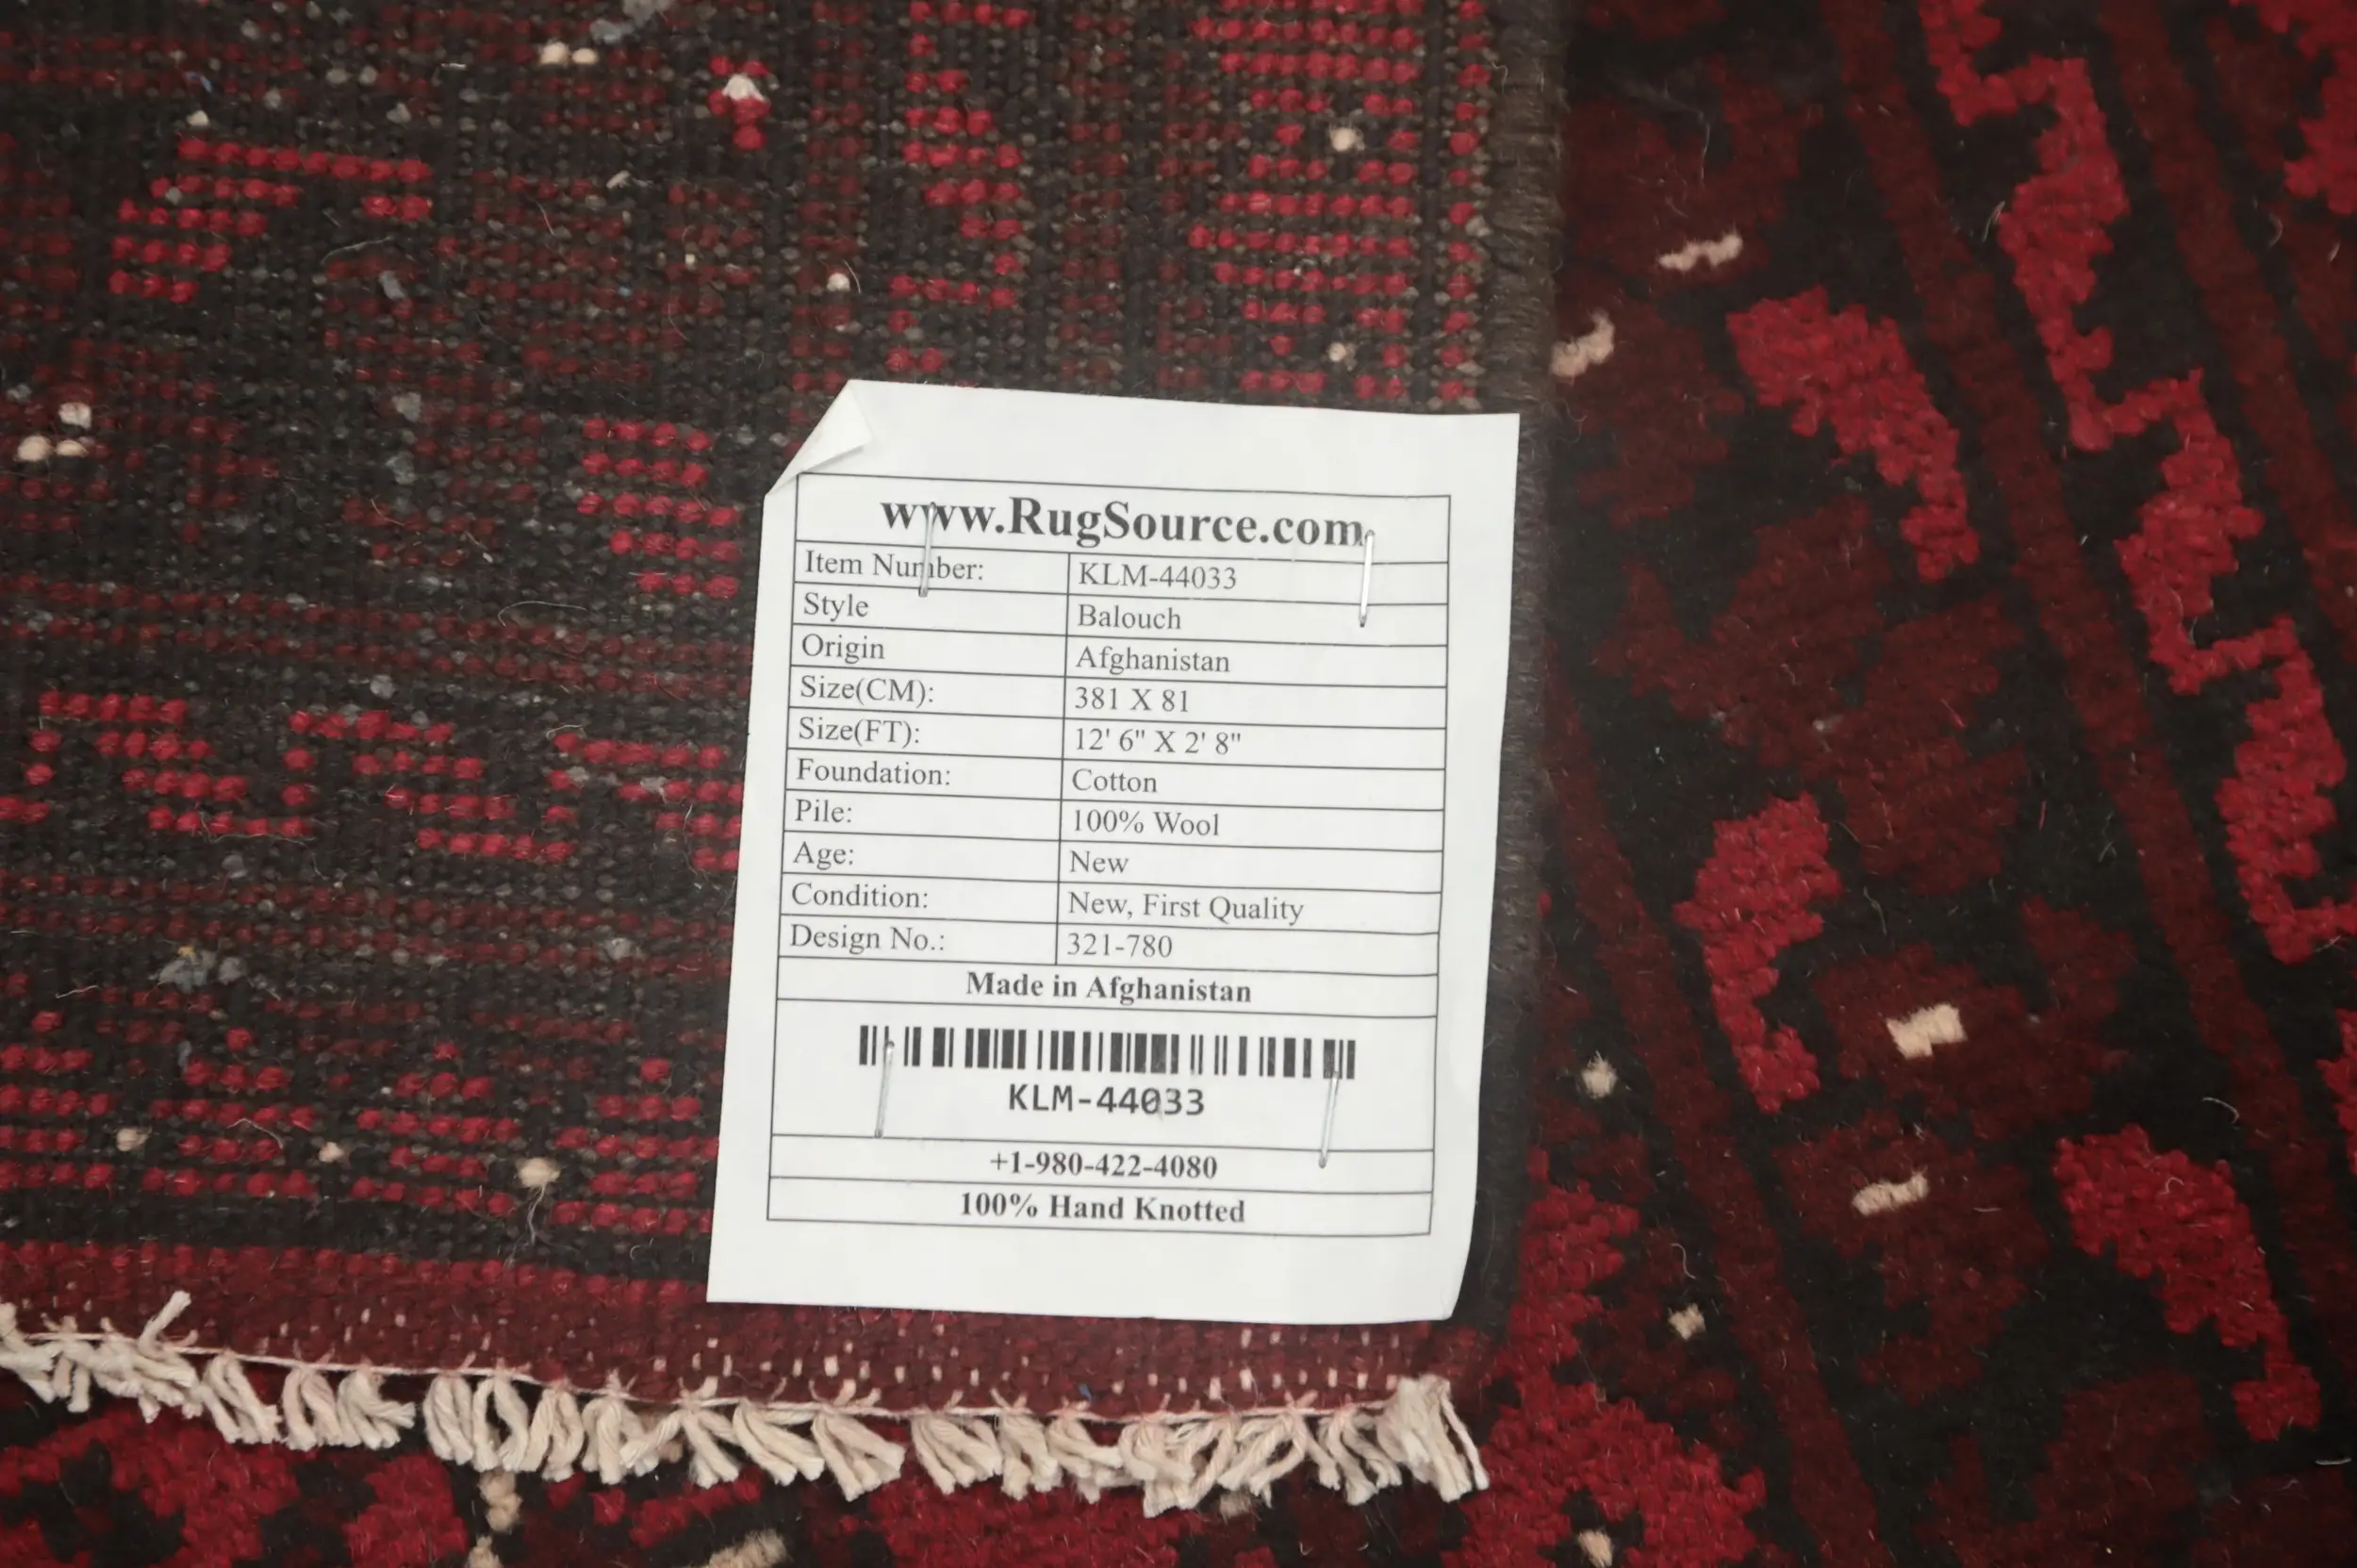 www.RugSource.com
Item Number: KLM-44033
Style Balouch
Origin Afghanistan
Size(CM): 381 X 81
Size(FT): 12' 6" X 2' 8"
Foundation: Cotton
Pile: 100% Wool
Age: New
Condition: New, First Quality
Design No.: 321-780
Made in Afghanistan
KLM-44033
+1-980-422-4080
100% Hand Knotted